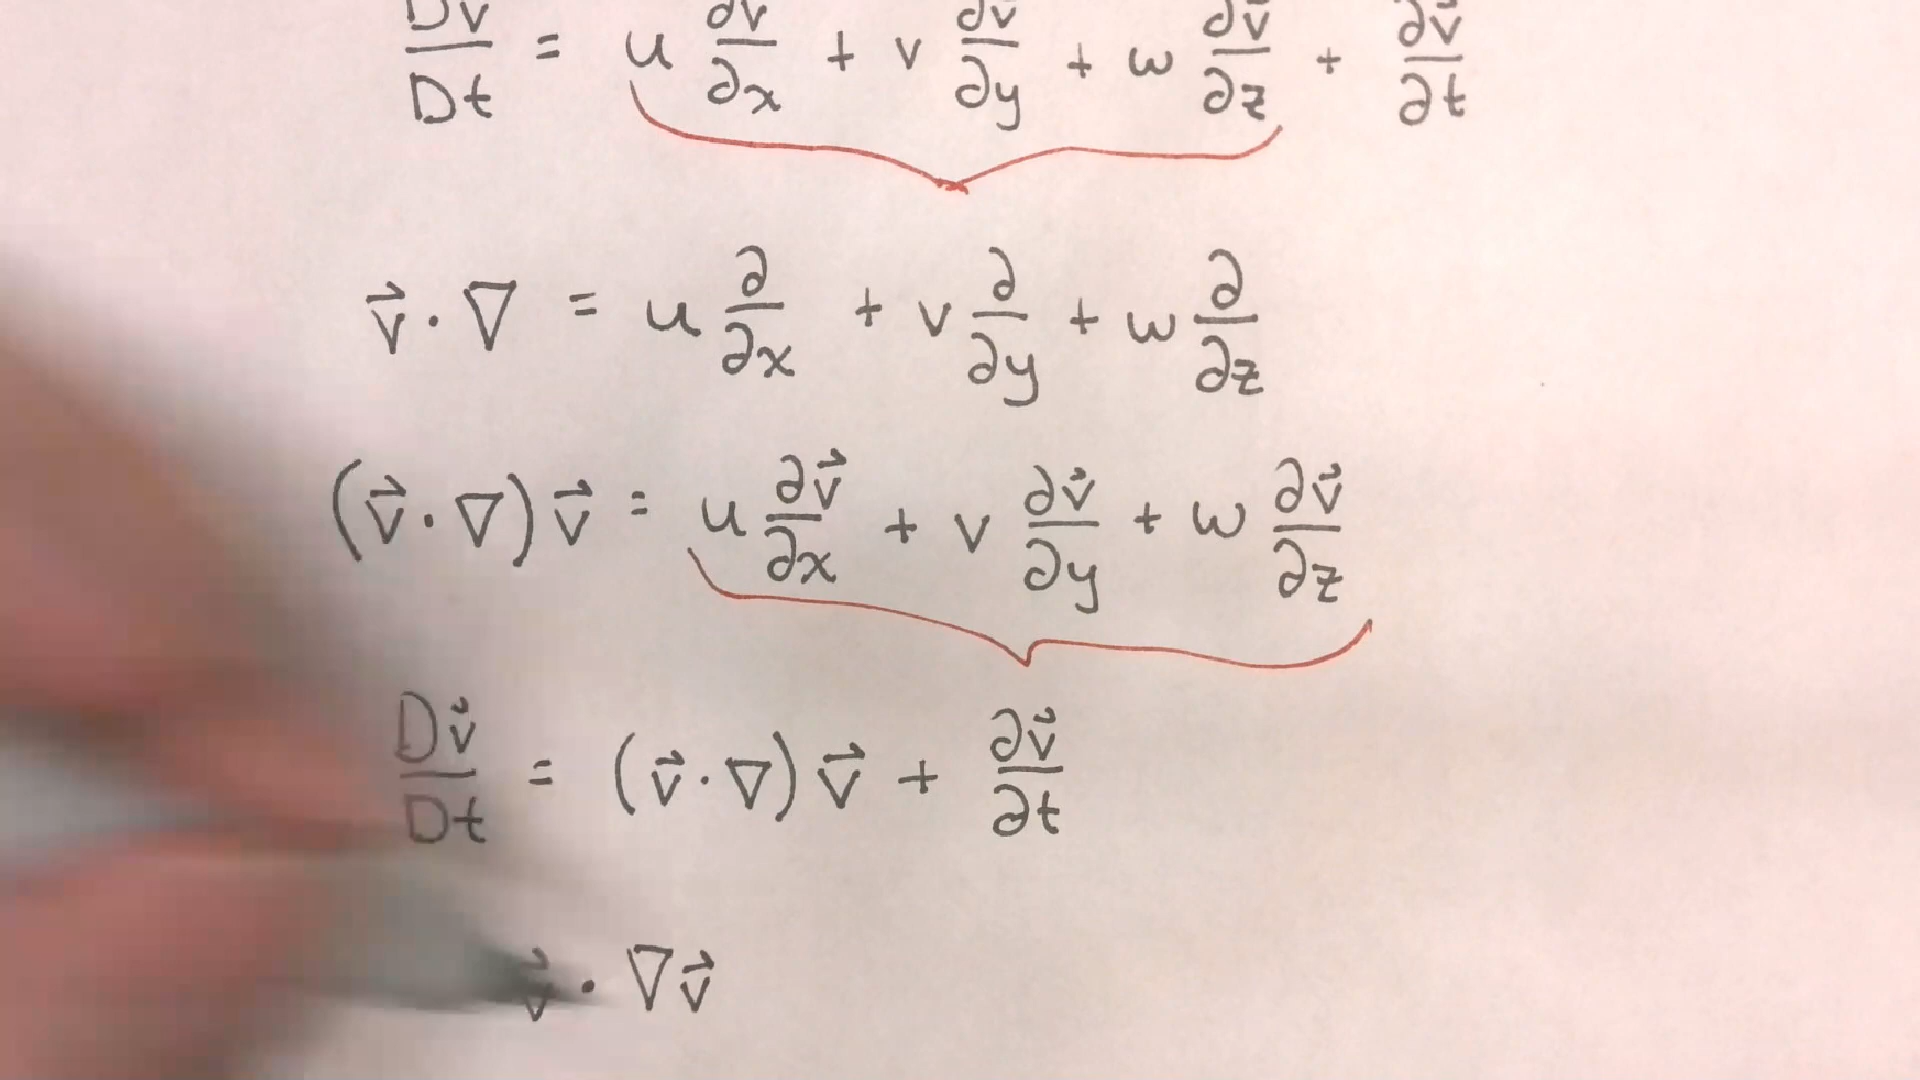 Dv/Dt = u ∂v/∂x + v ∂v⃗/∂y + w ∂v⃗/∂z + ∂v⃗/∂t
v⃗ · ∇ = u ∂/∂x + v ∂/∂y + w ∂/∂z
(v⃗ · ∇) v⃗ = u ∂v⃗/∂x + v ∂v⃗/∂y + w ∂v⃗/∂z
Dv⃗/Dt = (v⃗ · ∇) v⃗ + ∂v⃗/∂t
v⃗ · ∇v⃗